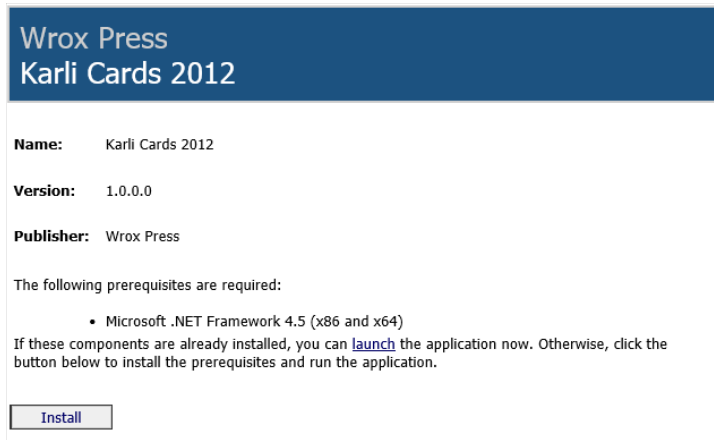 Wrox Press
Karli Cards 2012
Name: Karli Cards 2012
Version: 1.0.0.0
Publisher: Wrox Press
The following prerequisites are required:
• Microsoft .NET Framework 4.5 (x86 and x64)
If these components are already installed, you can launch the application now. Otherwise, click the
button below to install the prerequisites and run the application.
Install